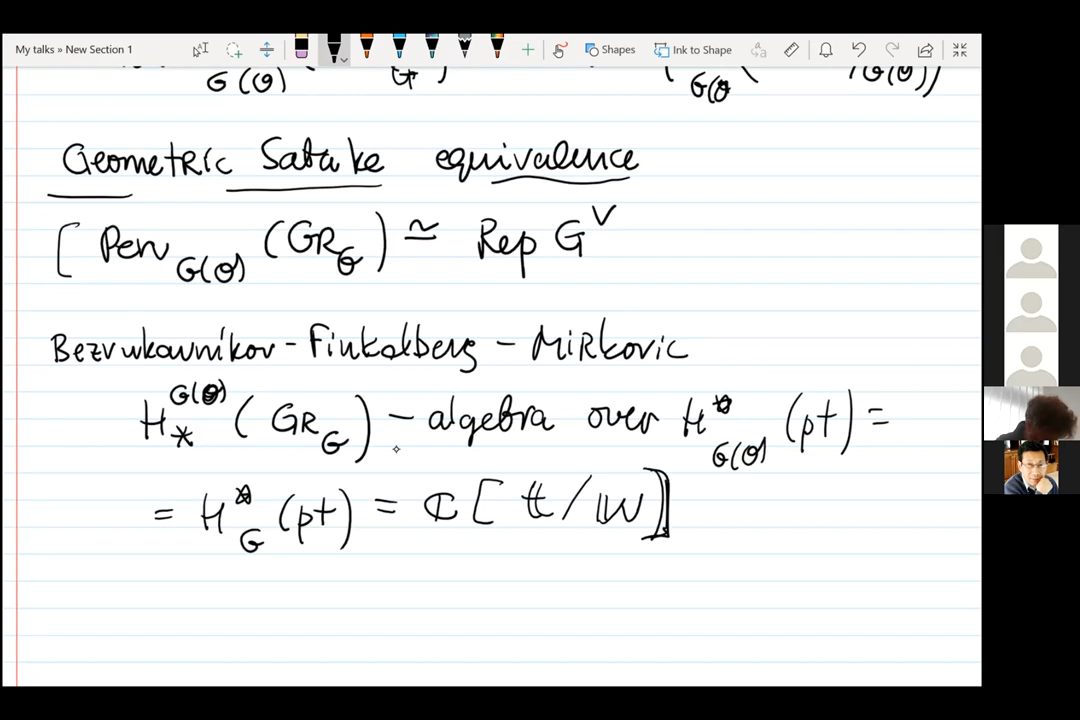 My talks » New Section 1
Shapes
Ink to Shape
G(O) G G(O /G(O))
Geometric Satake equivalence
[ Perv_{G(O)} (GR_G) ≃ Rep G^∨
Bezrukavnikov - Finkelberg - Mirkovic
H_*^{G(O)} (GR_G) - algebra over H^*_{G(O)} (pt) =
= H^*_G (pt) = ℂ[ 𝔱/W ]